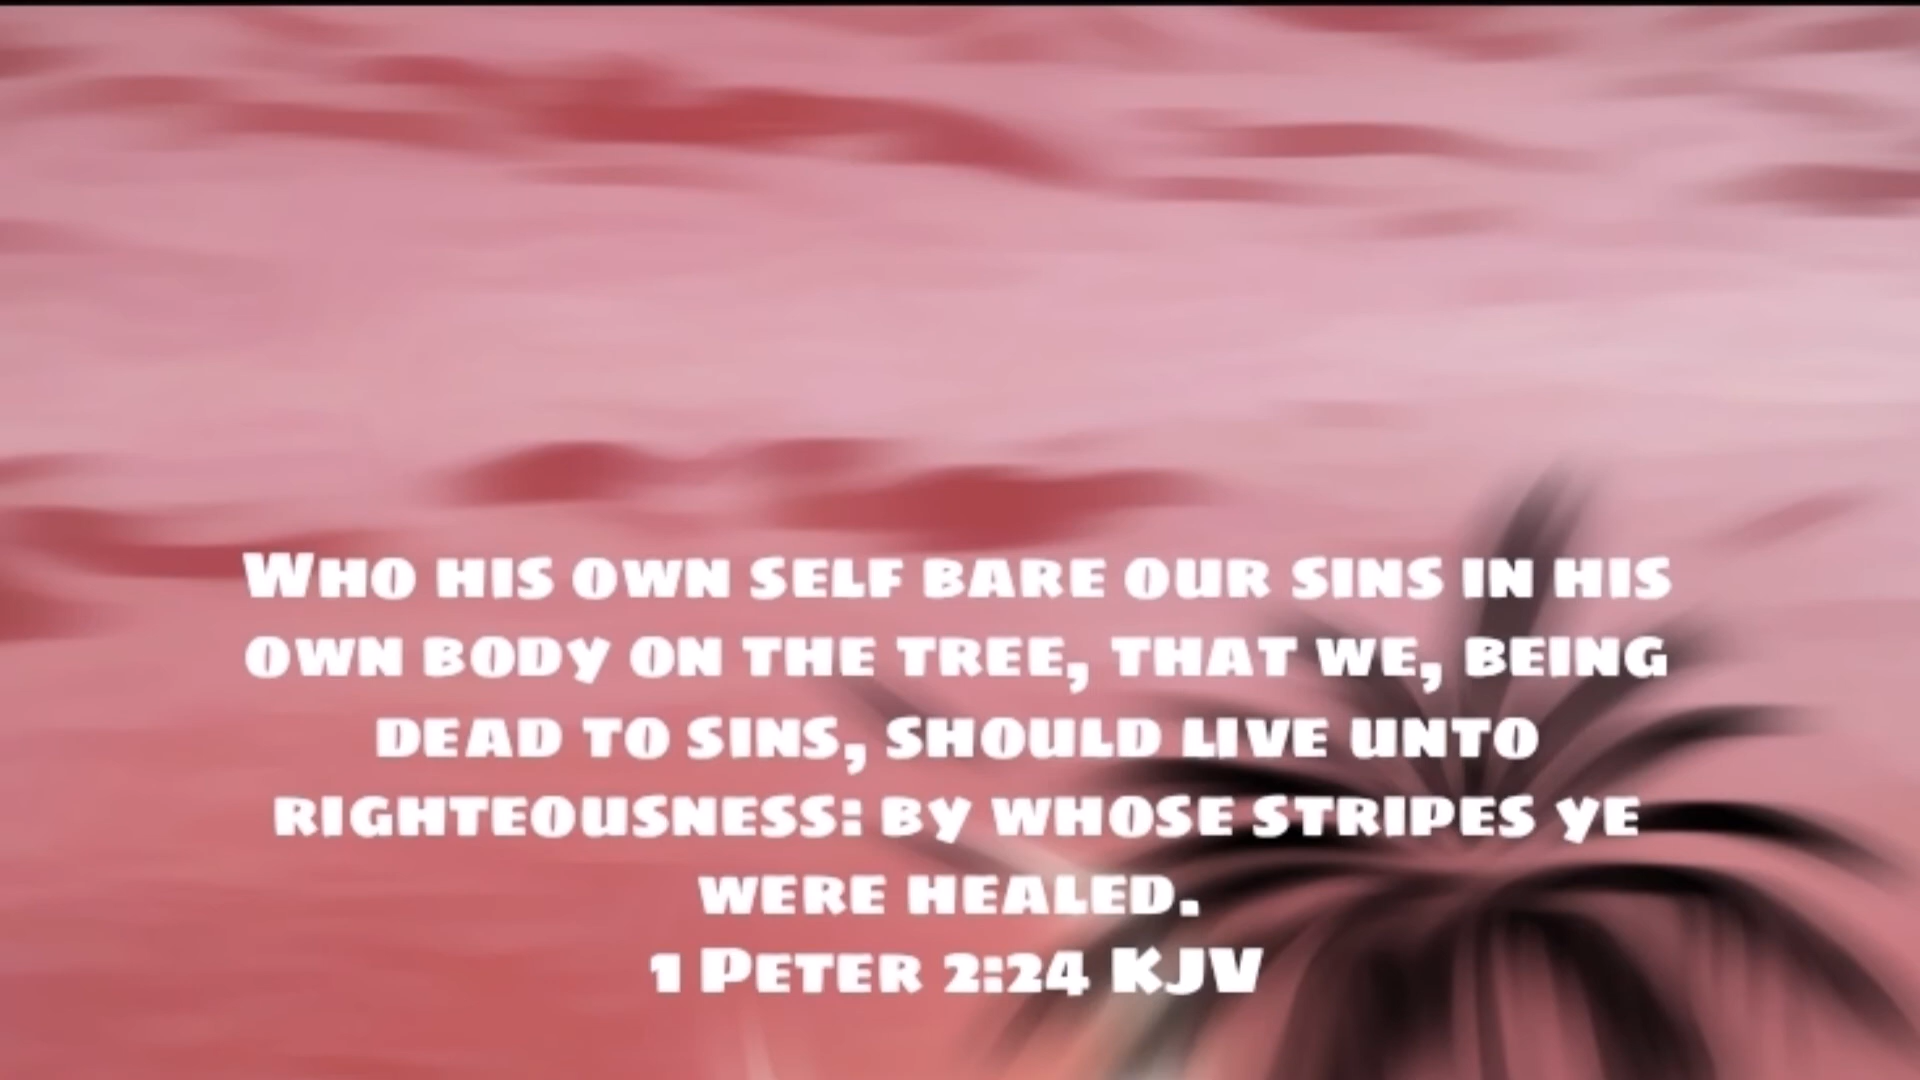 Who his own self bare our sins in his
own body on the tree, that we, being
dead to sins, should live unto
righteousness: by whose stripes ye
were healed.
1 Peter 2:24 KJV